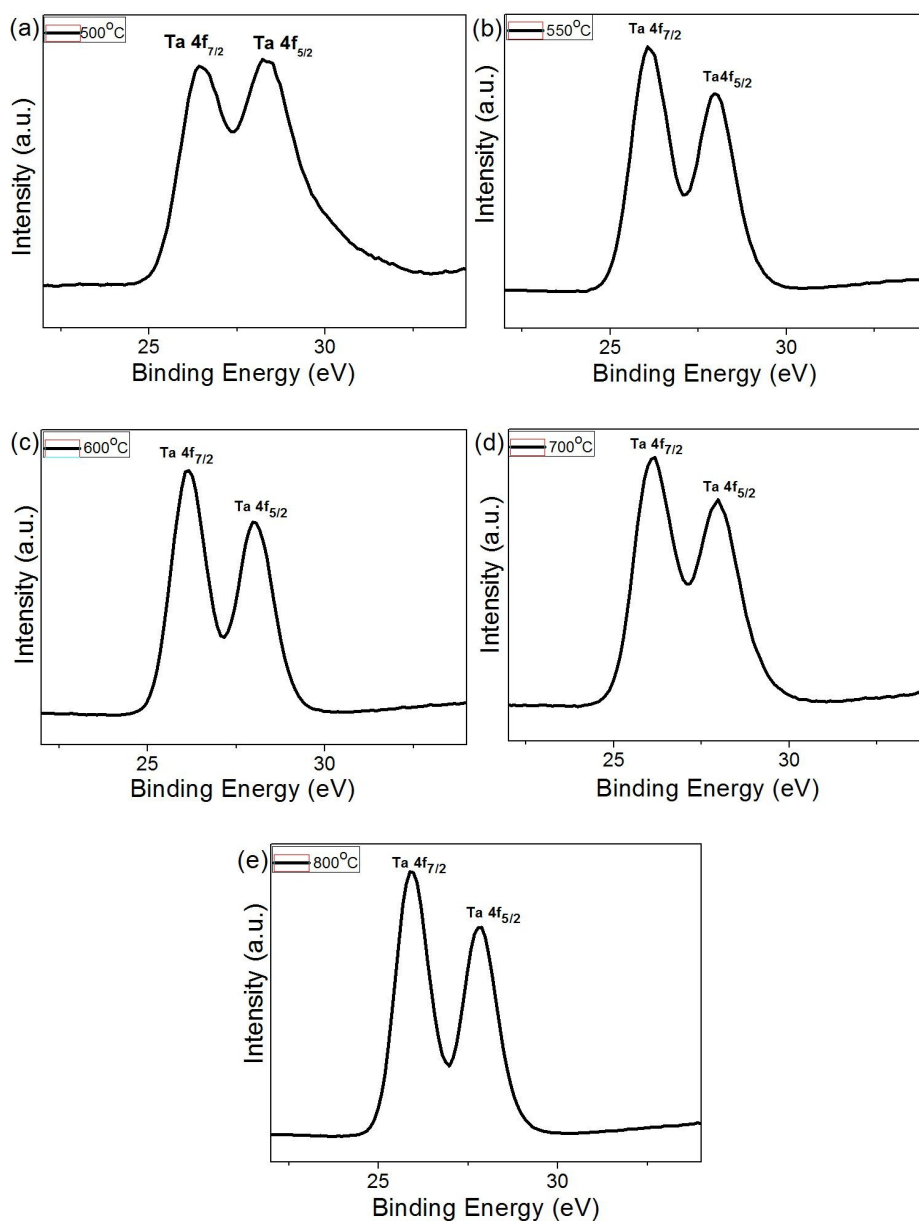 (a)
500°C
Ta 4f7/2
Ta 4f5/2
Intensity (a.u.)
25
30
Binding Energy (eV)
(b)
550°C
Ta 4f7/2
Ta4f5/2
Intensity (a.u.)
25
30
Binding Energy (eV)
(c)
600°C
Ta 4f7/2
Ta 4f5/2
Intensity (a.u.)
25
30
Binding Energy (eV)
(d)
700°C
Ta 4f7/2
Ta 4f5/2
Intensity (a.u.)
25
30
Binding Energy (eV)
(e)
800°C
Ta 4f7/2
Ta 4f5/2
Intensity (a.u.)
25
30
Binding Energy (eV)